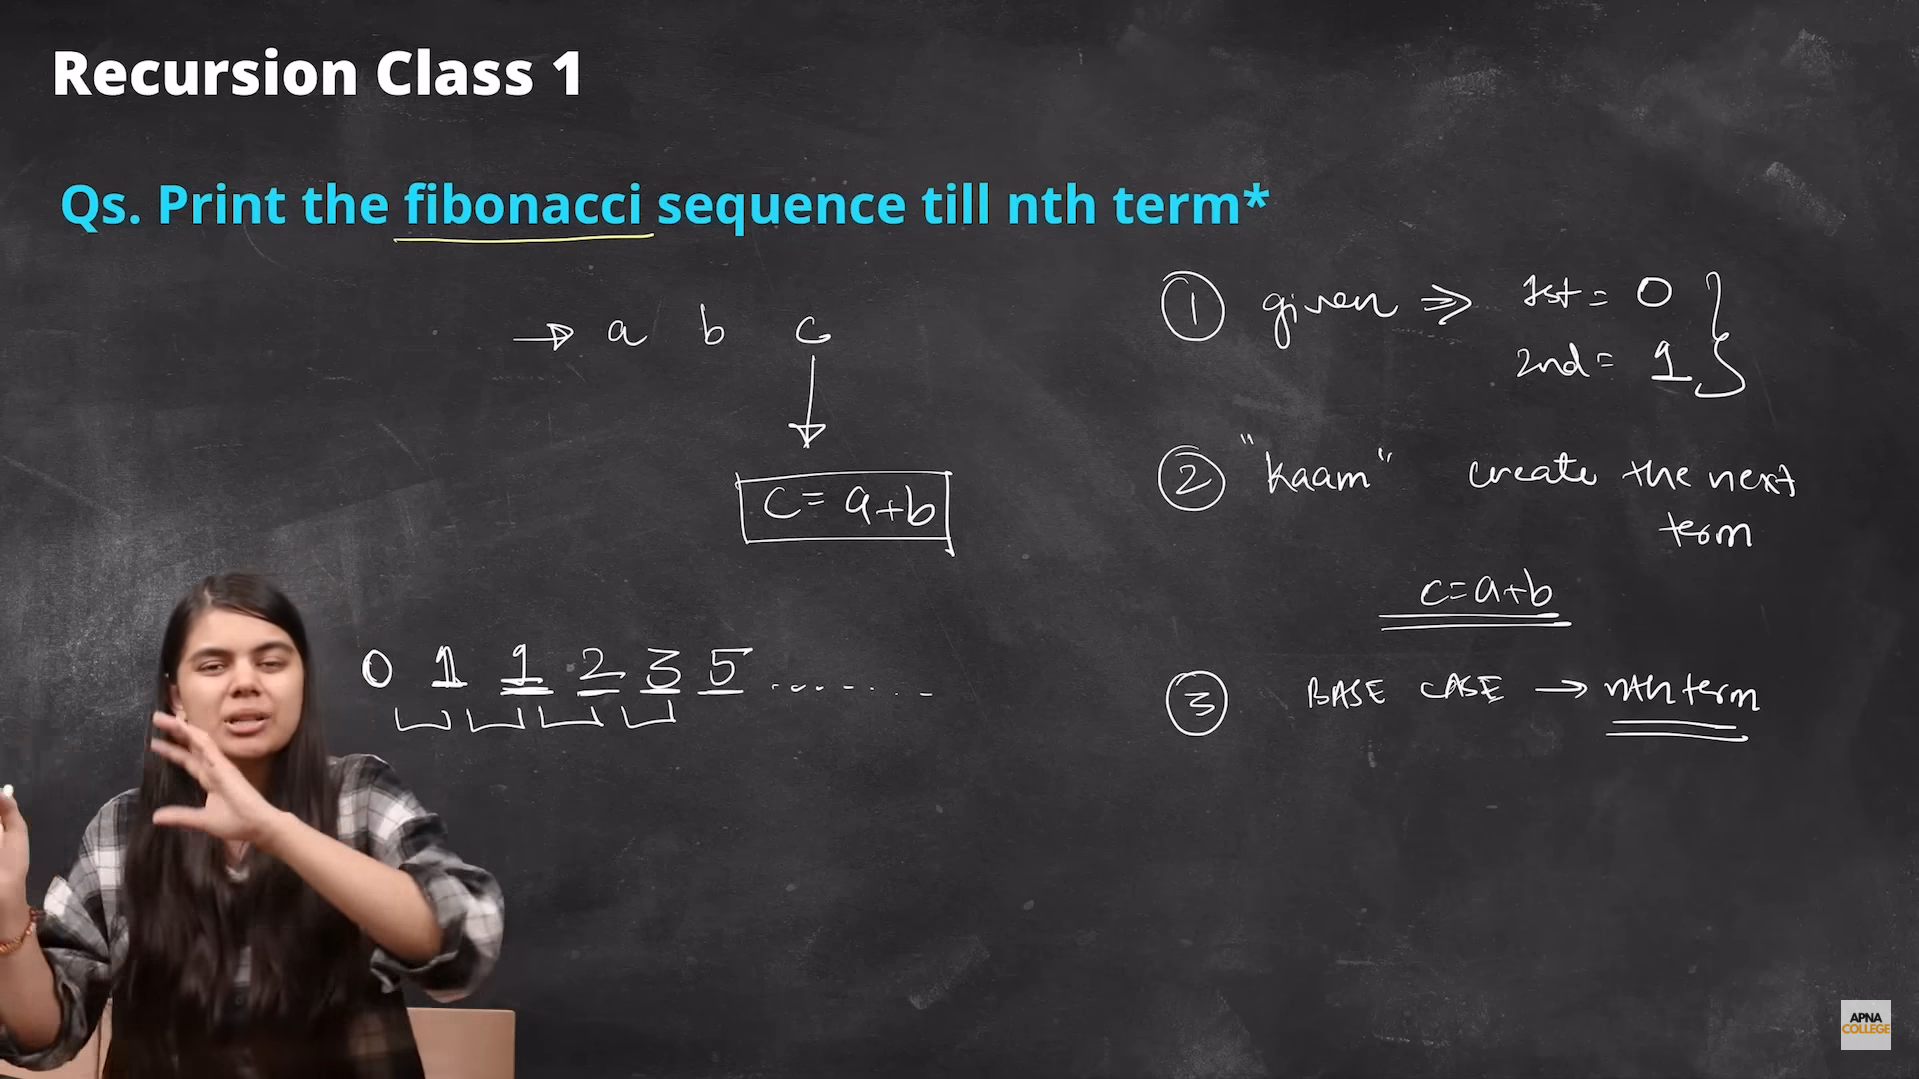 Recursion Class 1
Qs. Print the fibonacci sequence till nth term*
→ a b c
c = a+b
0 1 1 2 3 5 .......
① given ⇒ 1st = 0
2nd = 1
② "kaam" create the next
term
c=a+b
③ BASE CASE → nth term
APNA
COLLEGE